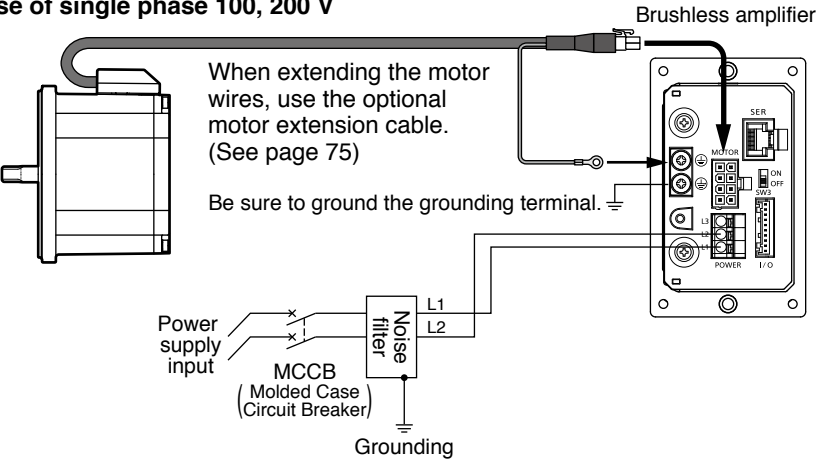 se of single phase 100, 200 V
Brushless amplifier
When extending the motor
wires, use the optional
motor extension cable.
(See page 75)
Be sure to ground the grounding terminal.
SER
MOTOR
ON
OFF
SW3
L3
L2
L1
POWER
I/O
L1
L2
Noise
filter
Power
supply
input
MCCB
(Molded Case
Circuit Breaker)
Grounding